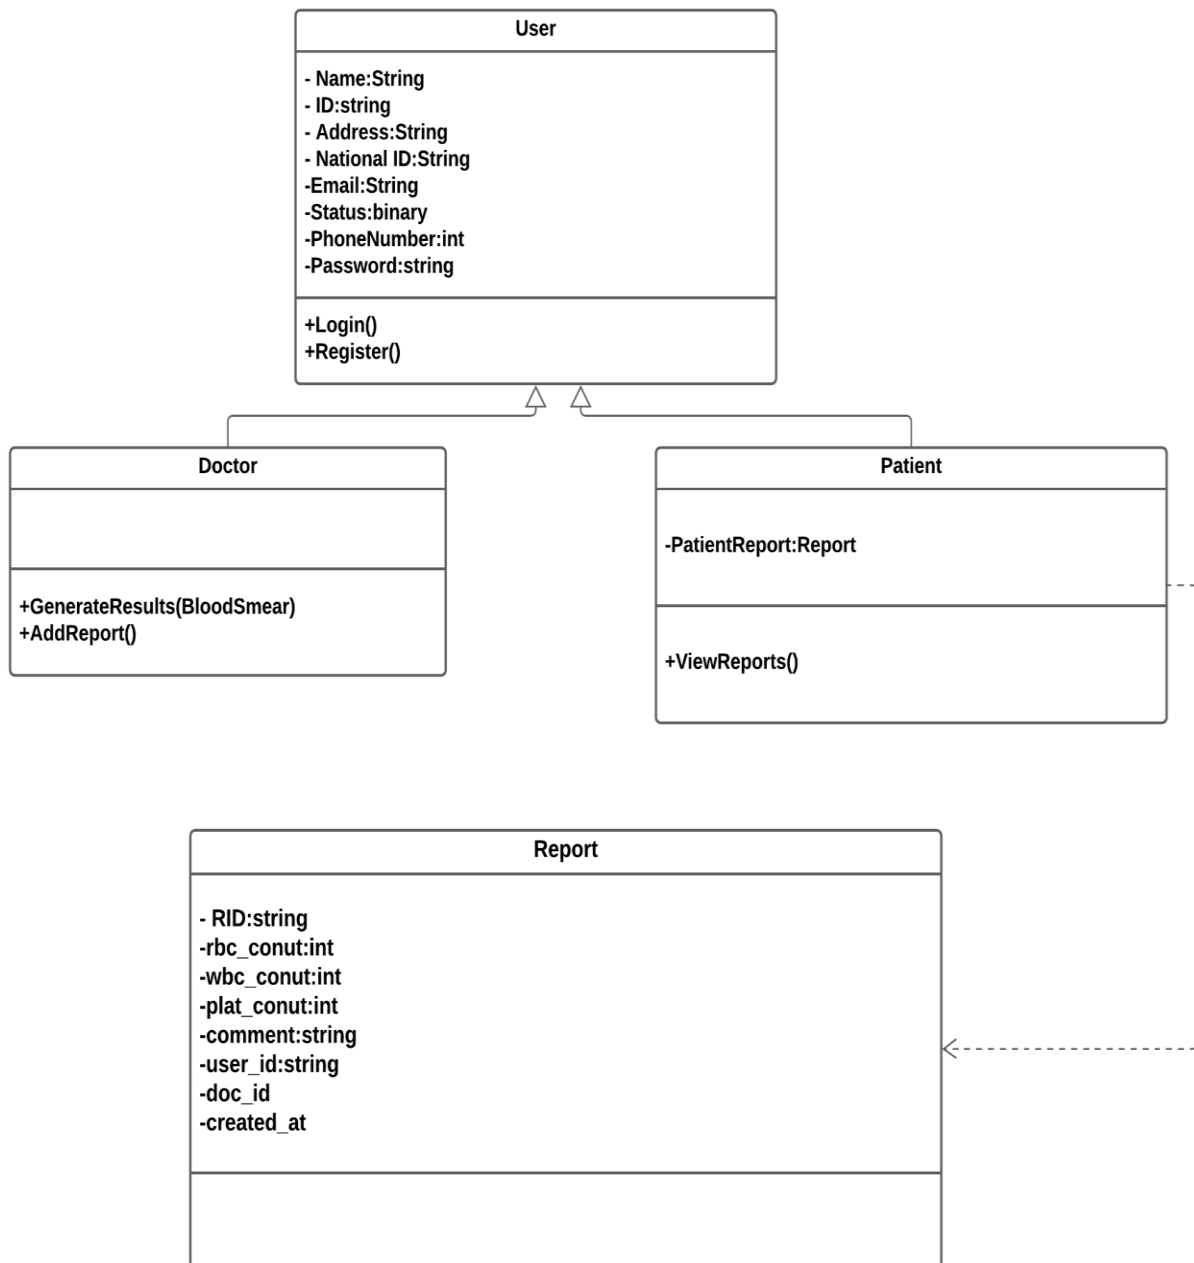 User
- Name:String
- ID:string
- Address:String
- National ID:String
-Email:String
-Status:binary
-PhoneNumber:int
-Password:string
+Login()
+Register()
Doctor
+GenerateResults(BloodSmear)
+AddReport()
Patient
-PatientReport:Report
+ViewReports()
Report
- RID:string
-rbc_conut:int
-wbc_conut:int
-plat_conut:int
-comment:string
-user_id:string
-doc_id
-created_at